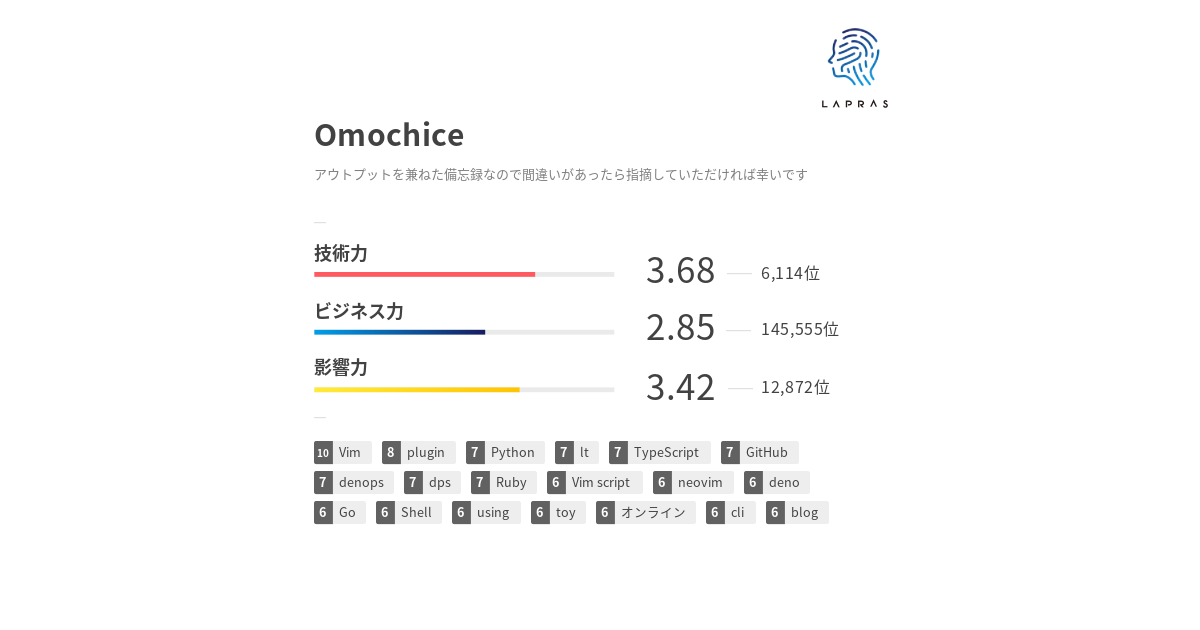 LAPRAS
Omochice
アウトプットを兼ねた備忘録なので間違いがあったら指摘していただければ幸いです
技術力
3.68 6,114位
ビジネス力
2.85 145,555位
影響力
3.42 12,872位
10 Vim 8 plugin 7 Python 7 lt 7 TypeScript 7 GitHub
7 denops 7 dps 7 Ruby 6 Vim script 6 neovim 6 deno
6 Go 6 Shell 6 using 6 toy 6 オンライン 6 cli 6 blog